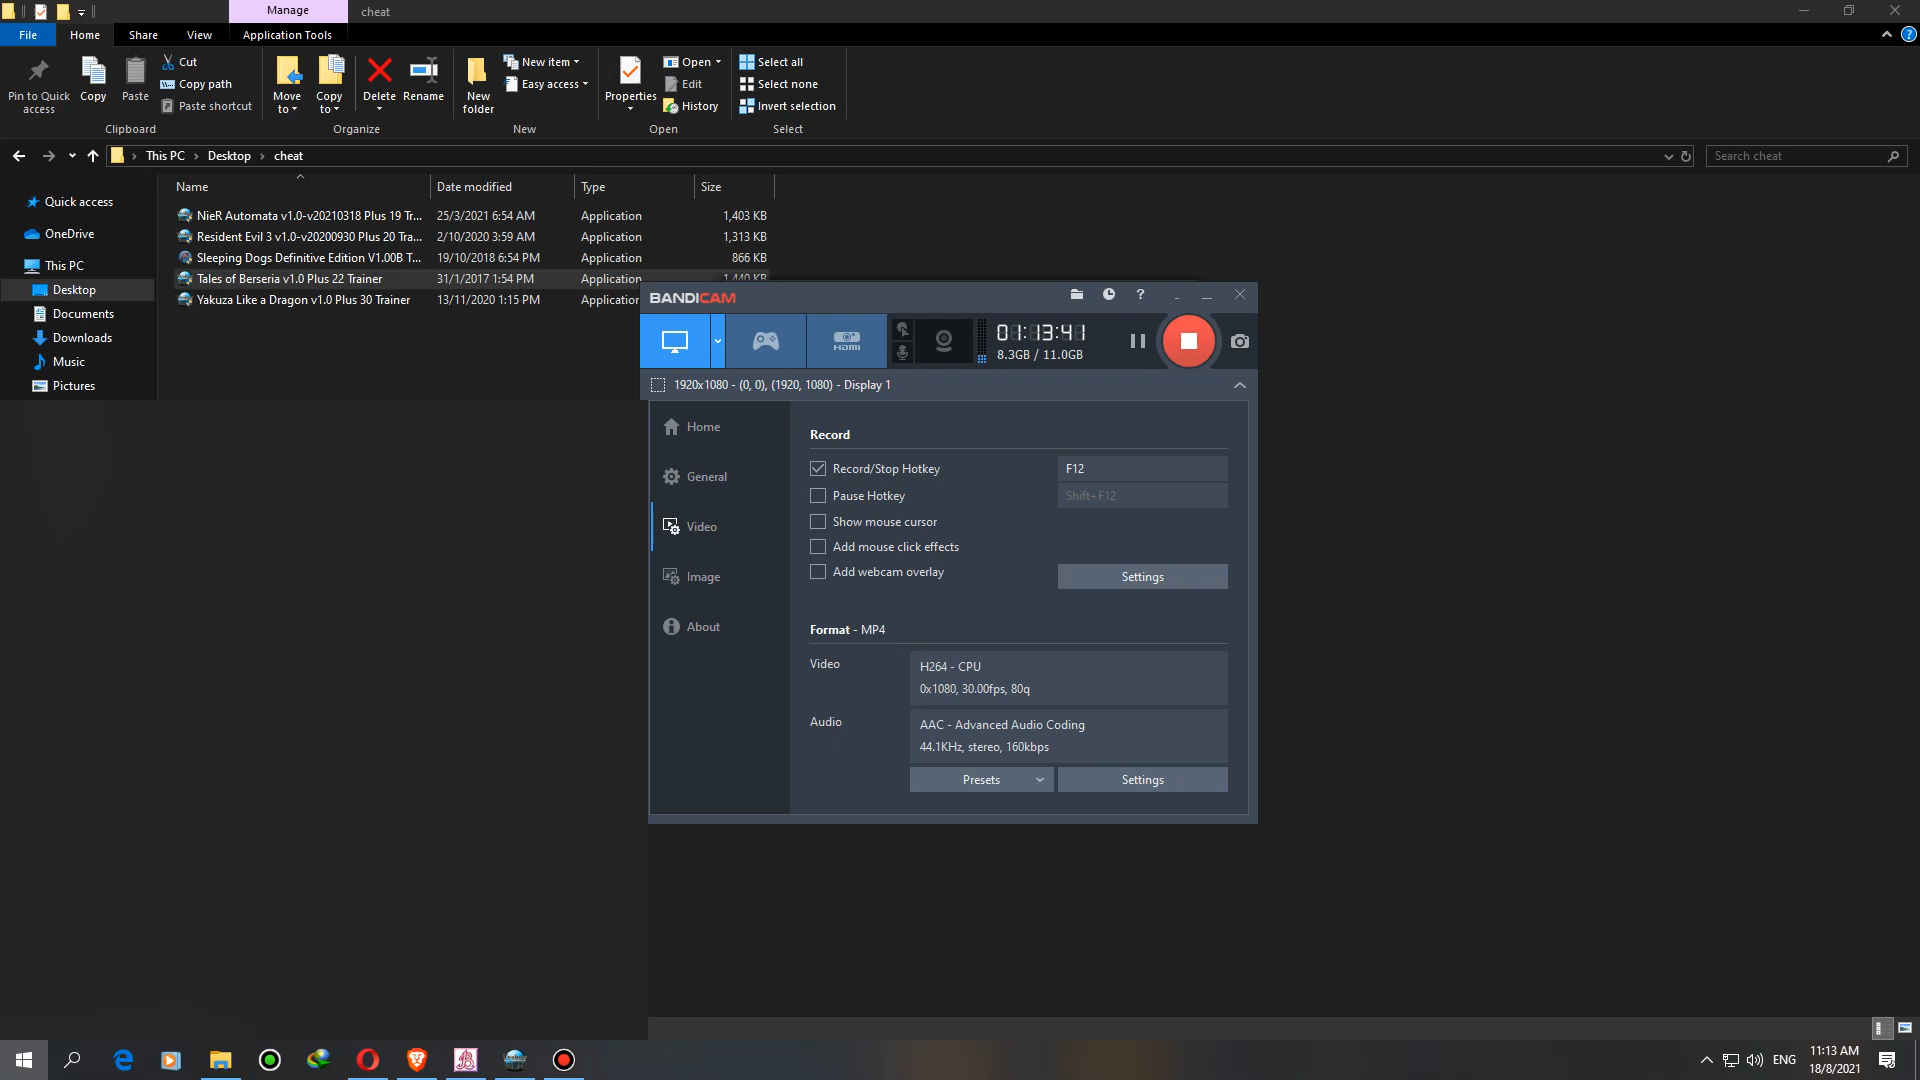 Manage
cheat
File
Home
Share
View
Application Tools
Pin to Quick
access
Copy
Paste
Cut
Copy path
Paste shortcut
Clipboard
Move
to
Copy
to
Delete
Rename
Organize
New
folder
New item
Easy access
New
Properties
Open
Edit
History
Open
Select all
Select none
Invert selection
Select
This PC
Desktop
cheat
Search cheat
Name
Date modified
Type
Size
Quick access
OneDrive
This PC
Desktop
Documents
Downloads
Music
Pictures
NieR Automata v1.0-v20210318 Plus 19 Tr... 25/3/2021 6:54 AM Application 1,403 KB
Resident Evil 3 v1.0-v20200930 Plus 20 Tra... 2/10/2020 3:59 AM Application 1,313 KB
Sleeping Dogs Definitive Edition V1.00B T... 19/10/2018 6:54 PM Application 866 KB
Tales of Berseria v1.0 Plus 22 Trainer 31/1/2017 1:54 PM Application 1,440 KB
Yakuza Like a Dragon v1.0 Plus 30 Trainer 13/11/2020 1:15 PM Application
BANDICAM
HDMI
01:13:41
8.3GB / 11.0GB
1920x1080 - (0, 0), (1920, 1080) - Display 1
Home
General
Video
Image
About
Record
Record/Stop Hotkey F12
Pause Hotkey Shift+F12
Show mouse cursor
Add mouse click effects
Add webcam overlay
Settings
Format - MP4
Video
H264 - CPU
0x1080, 30.00fps, 80q
Audio
AAC - Advanced Audio Coding
44.1KHz, stereo, 160kbps
Presets
Settings
ENG
11:13 AM
18/8/2021